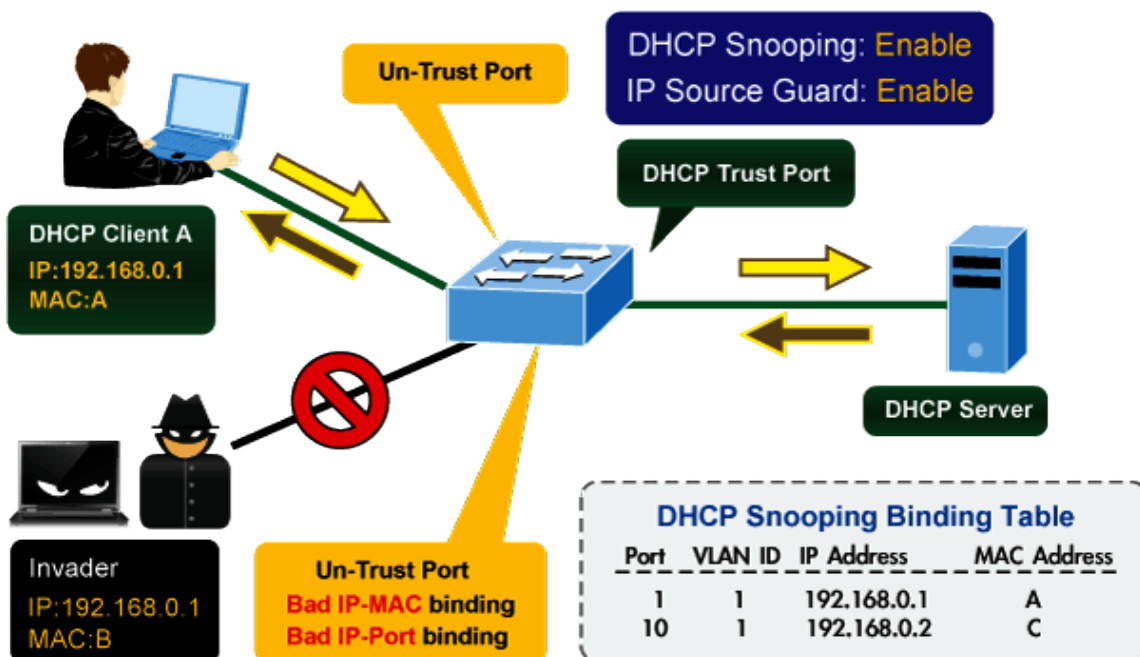 Un-Trust Port
DHCP Snooping: Enable
IP Source Guard: Enable
DHCP Trust Port
DHCP Client A
IP:192.168.0.1
MAC:A
DHCP Server
Invader
IP:192.168.0.1
MAC:B
Un-Trust Port
Bad IP-MAC binding
Bad IP-Port binding
DHCP Snooping Binding Table
Port VLAN ID IP Address MAC Address
1 1 192.168.0.1 A
10 1 192.168.0.2 C